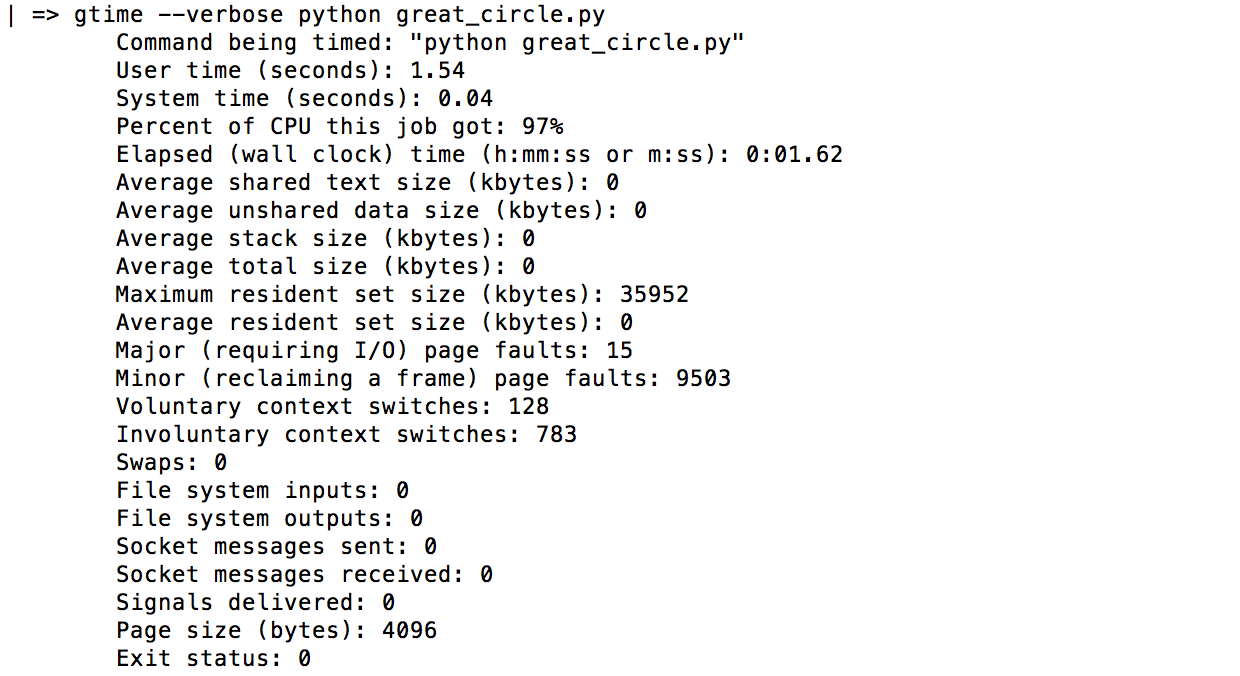 | => gtime --verbose python great_circle.py
Command being timed: "python great_circle.py"
User time (seconds): 1.54
System time (seconds): 0.04
Percent of CPU this job got: 97%
Elapsed (wall clock) time (h:mm:ss or m:ss): 0:01.62
Average shared text size (kbytes): 0
Average unshared data size (kbytes): 0
Average stack size (kbytes): 0
Average total size (kbytes): 0
Maximum resident set size (kbytes): 35952
Average resident set size (kbytes): 0
Major (requiring I/O) page faults: 15
Minor (reclaiming a frame) page faults: 9503
Voluntary context switches: 128
Involuntary context switches: 783
Swaps: 0
File system inputs: 0
File system outputs: 0
Socket messages sent: 0
Socket messages received: 0
Signals delivered: 0
Page size (bytes): 4096
Exit status: 0